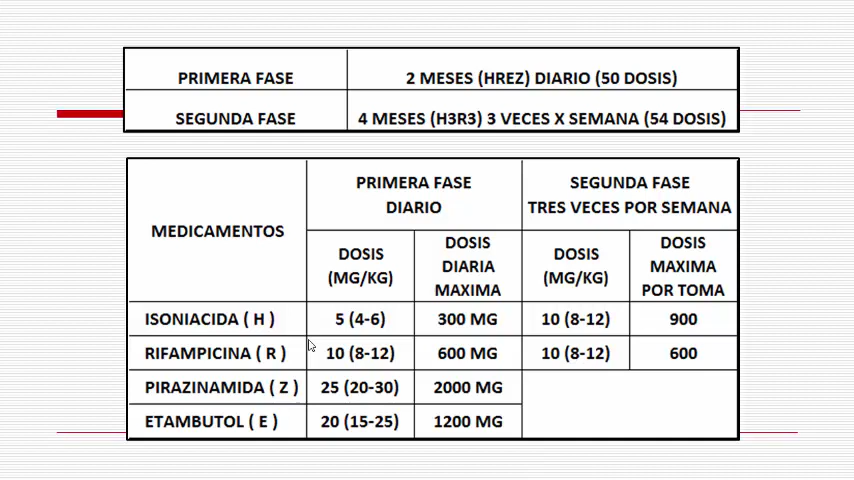 PRIMERA FASE 2 MESES (HREZ) DIARIO (50 DOSIS)
SEGUNDA FASE 4 MESES (H3R3) 3 VECES X SEMANA (54 DOSIS)
MEDICAMENTOS
PRIMERA FASE
DIARIO
SEGUNDA FASE
TRES VECES POR SEMANA
DOSIS
(MG/KG)
DOSIS
DIARIA
MAXIMA
DOSIS
(MG/KG)
DOSIS
MAXIMA
POR TOMA
ISONIACIDA ( H ) 5 (4-6) 300 MG 10 (8-12) 900
RIFAMPICINA ( R ) 10 (8-12) 600 MG 10 (8-12) 600
PIRAZINAMIDA ( Z ) 25 (20-30) 2000 MG
ETAMBUTOL ( E ) 20 (15-25) 1200 MG